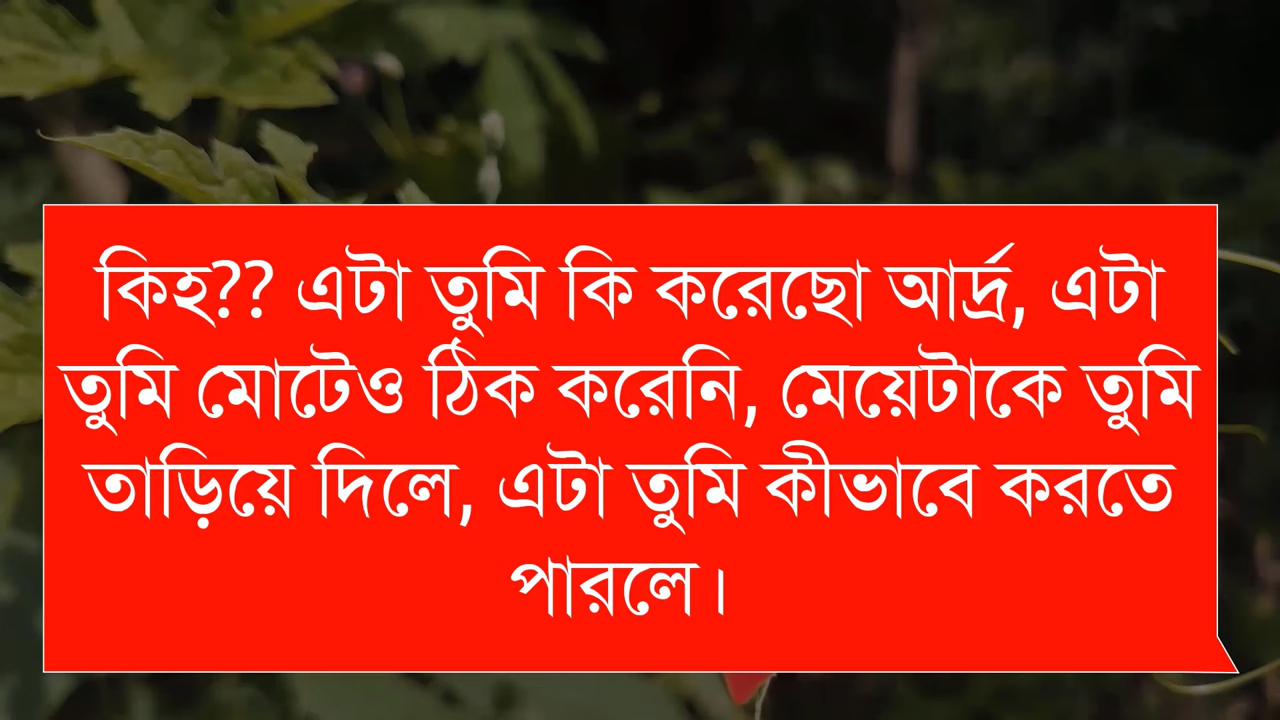 কিহ?? এটা তুমি কি করেছো আর্দ্র, এটা
তুমি মোটেও ঠিক করেনি, মেয়েটাকে তুমি
তাড়িয়ে দিলে, এটা তুমি কীভাবে করতে
পারলে।